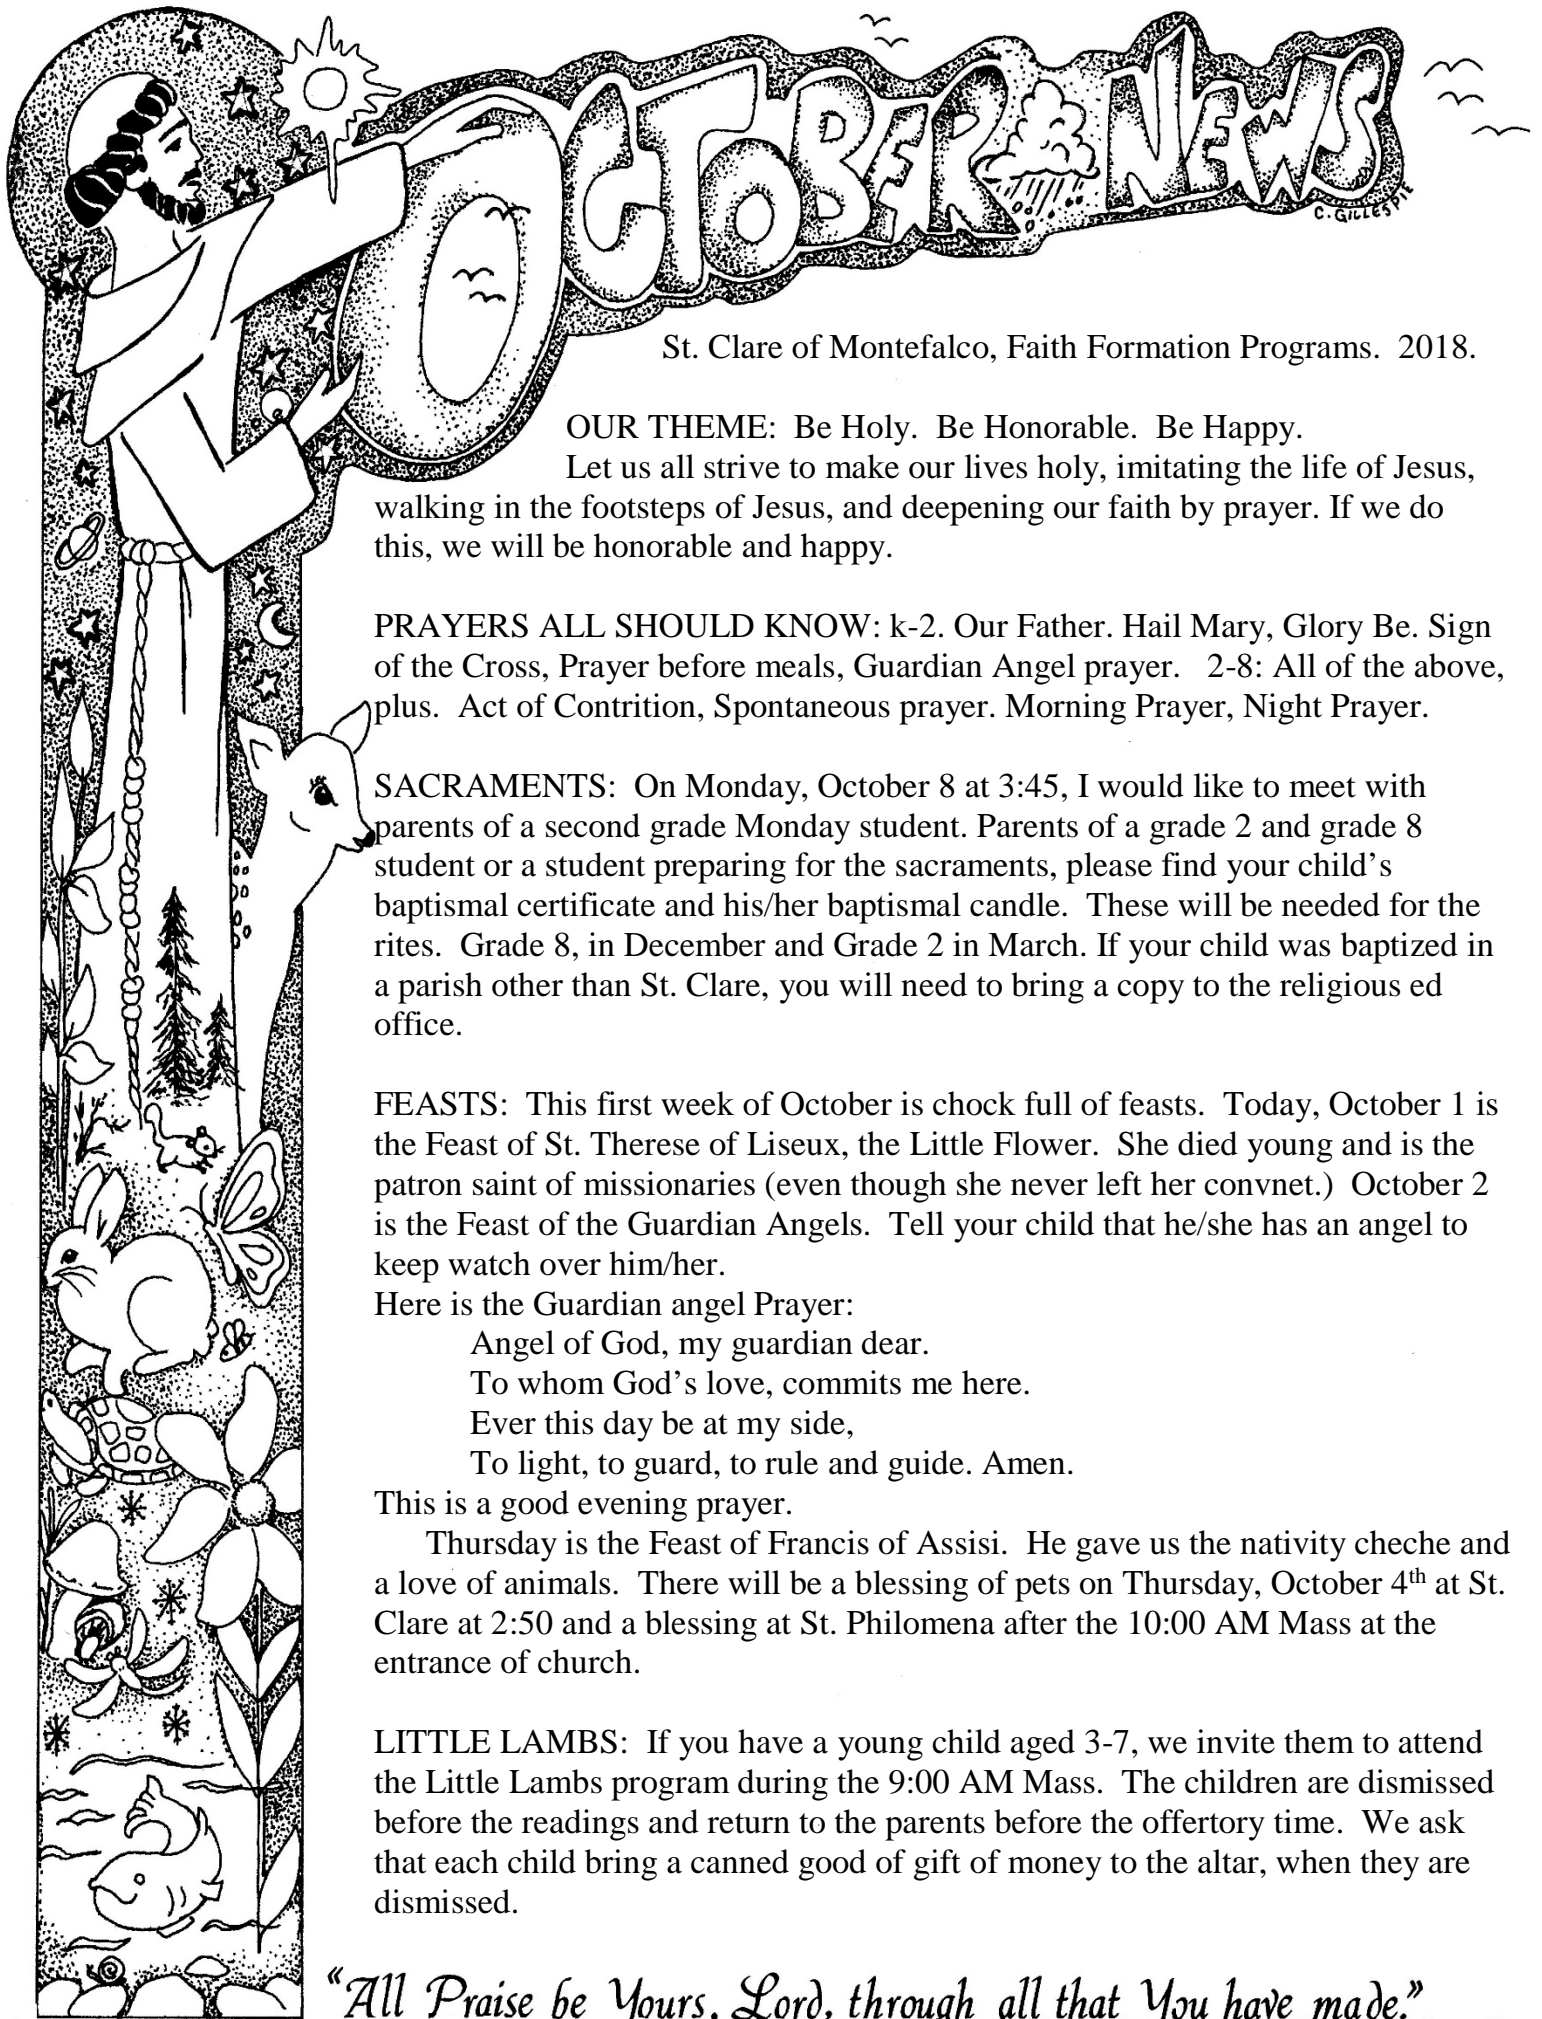 OCTOBER NEWS
C. GILLESPIE
St. Clare of Montefalco, Faith Formation Programs.  2018.
OUR THEME:  Be Holy.  Be Honorable.  Be Happy.
Let us all strive to make our lives holy, imitating the life of Jesus,
walking in the footsteps of Jesus, and deepening our faith by prayer. If we do
this, we will be honorable and happy.
PRAYERS ALL SHOULD KNOW: k-2. Our Father. Hail Mary, Glory Be. Sign
of the Cross, Prayer before meals, Guardian Angel prayer.   2-8: All of the above,
plus.  Act of Contrition, Spontaneous prayer. Morning Prayer, Night Prayer.
SACRAMENTS:  On Monday, October 8 at 3:45, I would like to meet with
parents of a second grade Monday student. Parents of a grade 2 and grade 8
student or a student preparing for the sacraments, please find your child’s
baptismal certificate and his/her baptismal candle.  These will be needed for the
rites.  Grade 8, in December and Grade 2 in March. If your child was baptized in
a parish other than St. Clare, you will need to bring a copy to the religious ed
office.
FEASTS:  This first week of October is chock full of feasts.  Today, October 1 is
the Feast of St. Therese of Liseux, the Little Flower.  She died young and is the
patron saint of missionaries (even though she never left her convnet.)  October 2
is the Feast of the Guardian Angels.  Tell your child that he/she has an angel to
keep watch over him/her.
Here is the Guardian angel Prayer:
Angel of God, my guardian dear.
To whom God’s love, commits me here.
Ever this day be at my side,
To light, to guard, to rule and guide. Amen.
This is a good evening prayer.
Thursday is the Feast of Francis of Assisi.  He gave us the nativity cheche and
a love of animals.  There will be a blessing of pets on Thursday, October 4th at St.
Clare at 2:50 and a blessing at St. Philomena after the 10:00 AM Mass at the
entrance of church.
LITTLE LAMBS:  If you have a young child aged 3-7, we invite them to attend
the Little Lambs program during the 9:00 AM Mass.  The children are dismissed
before the readings and return to the parents before the offertory time.  We ask
that each child bring a canned good of gift of money to the altar, when they are
dismissed.
“All Praise be Yours, Lord, through all that You have made.”